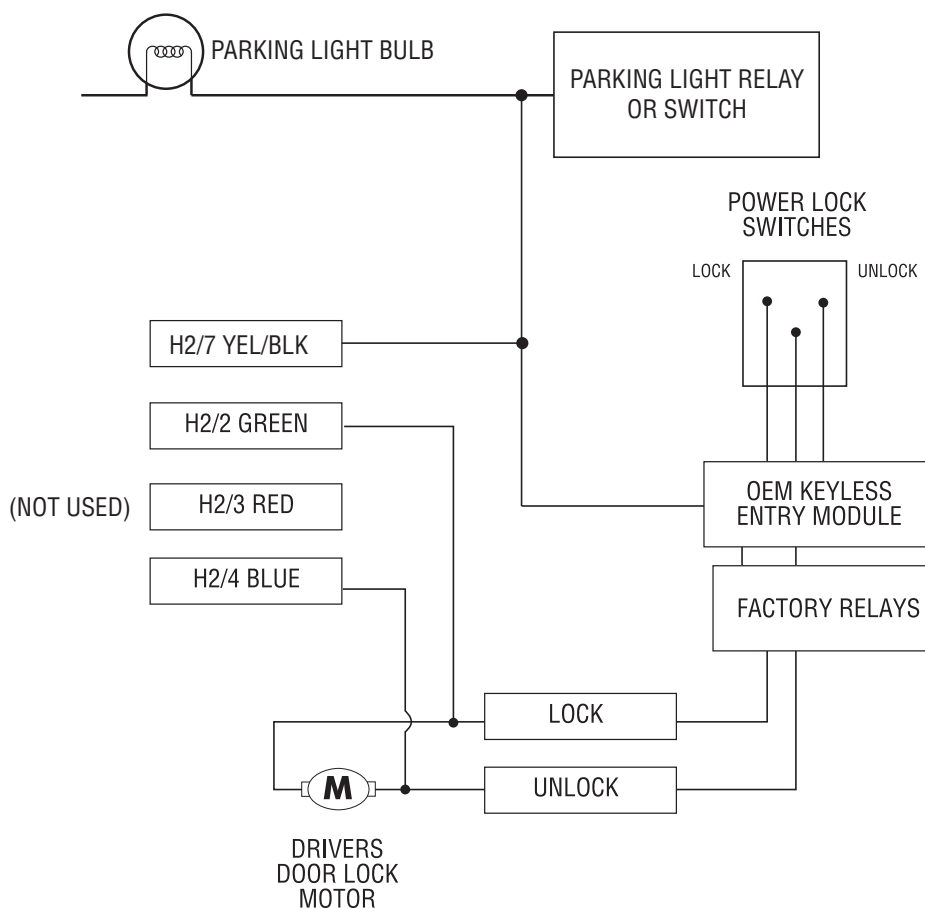 PARKING LIGHT BULB
PARKING LIGHT RELAY
OR SWITCH
POWER LOCK
SWITCHES
LOCK
UNLOCK
H2/7 YEL/BLK
H2/2 GREEN
(NOT USED)
H2/3 RED
OEM KEYLESS
ENTRY MODULE
H2/4 BLUE
FACTORY RELAYS
LOCK
UNLOCK
M
DRIVERS
DOOR LOCK
MOTOR